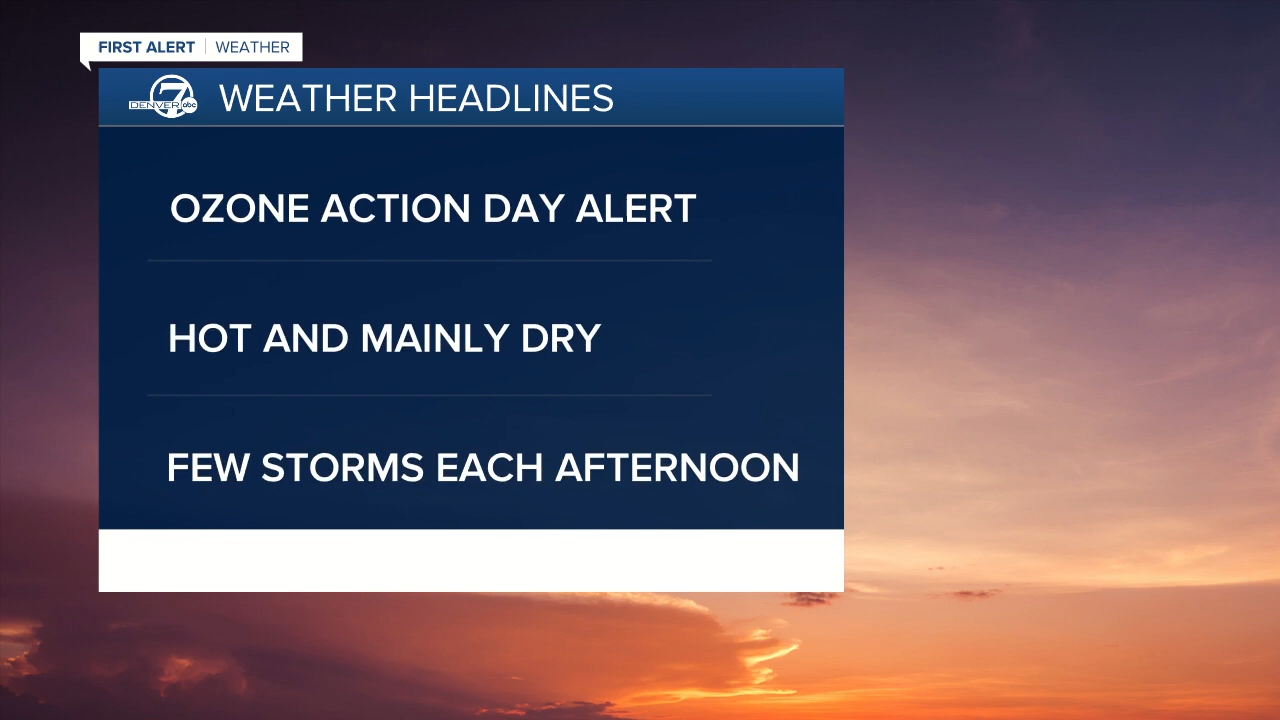 FIRST ALERT | WEATHER
DENVER 7 abc WEATHER HEADLINES
OZONE ACTION DAY ALERT
HOT AND MAINLY DRY
FEW STORMS EACH AFTERNOON